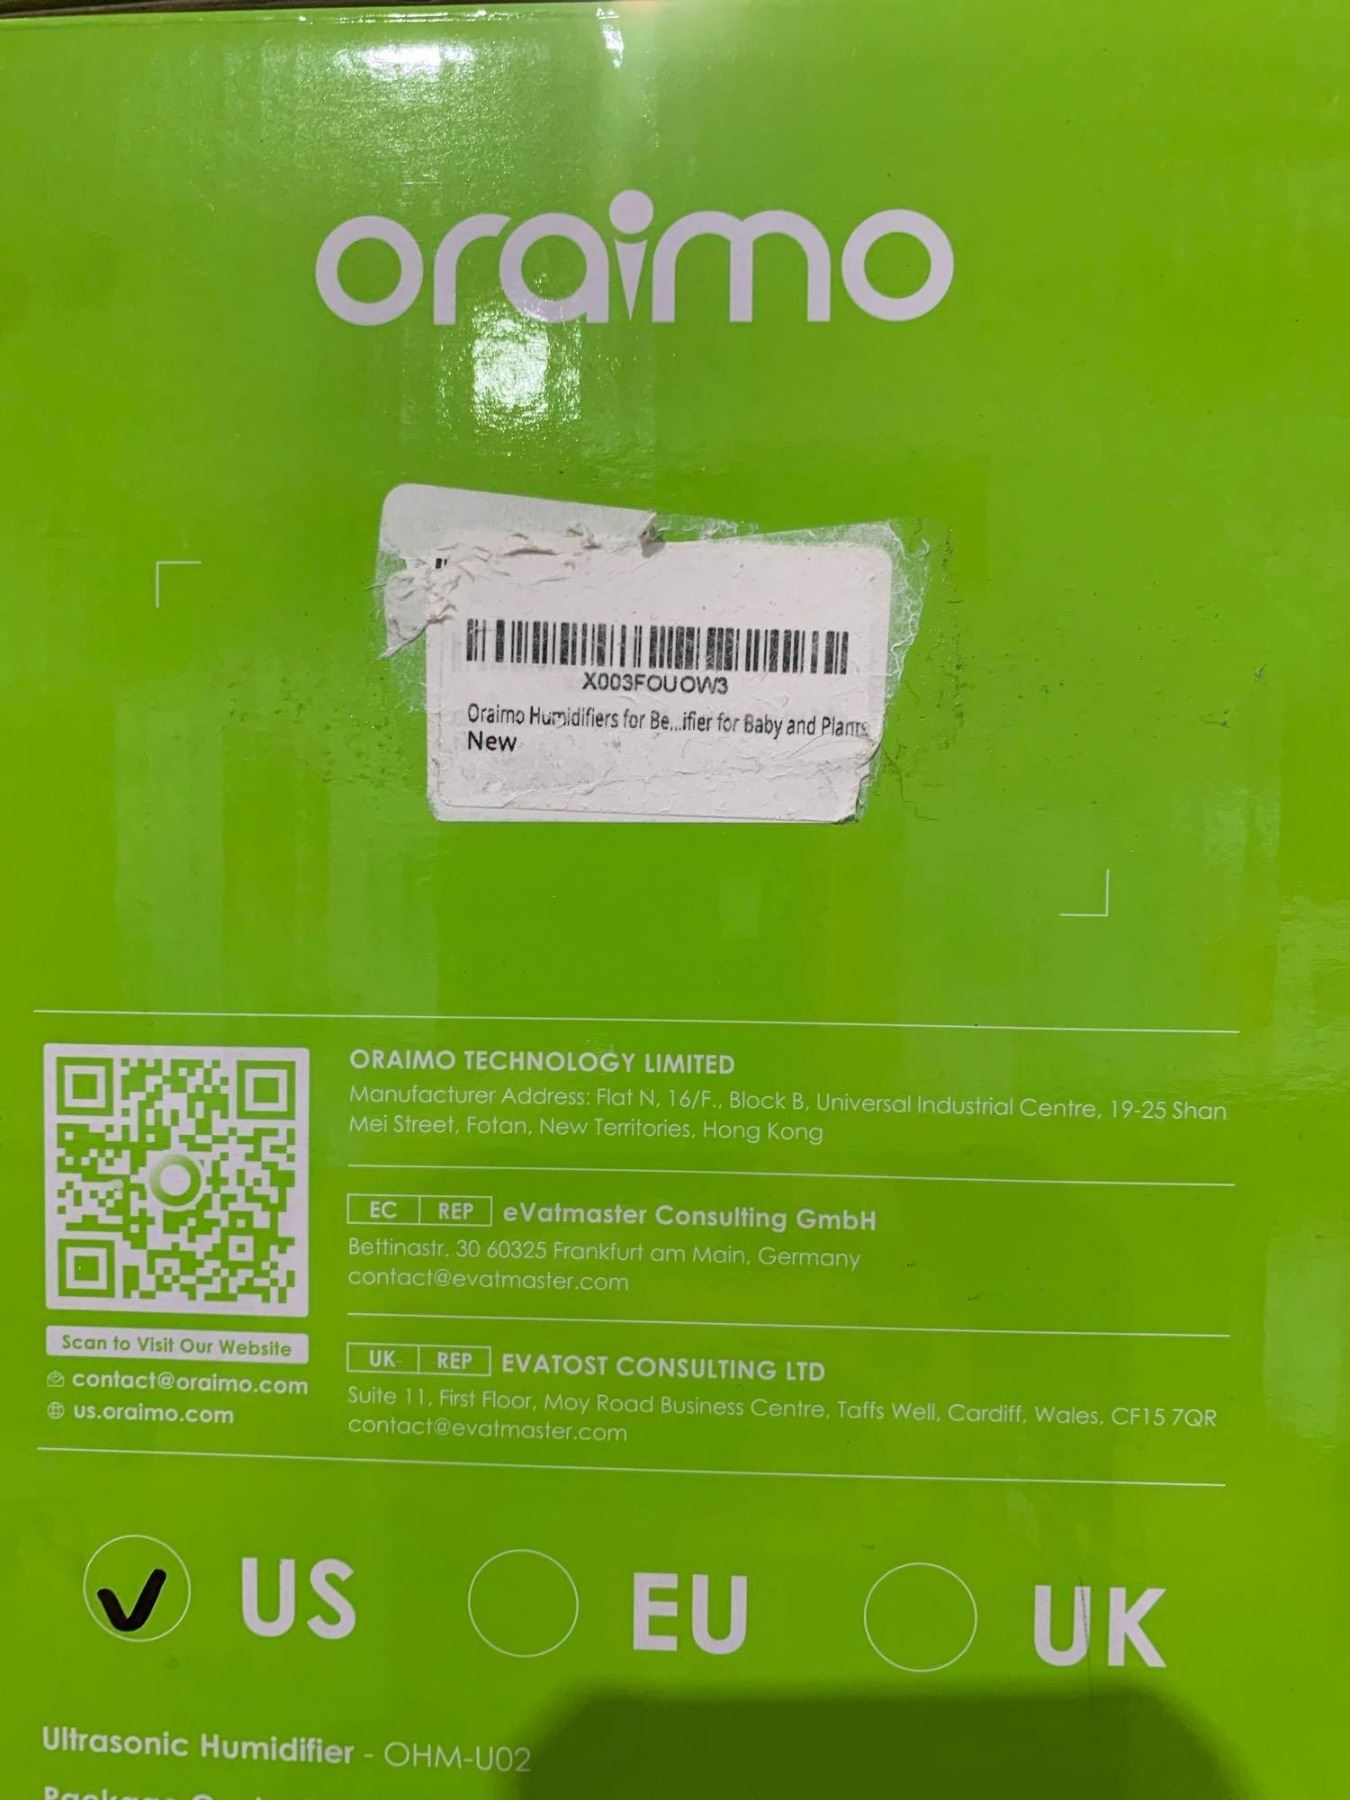 oraimo
X003FOUOW3
Oraimo Humidifiers for Be...ifier for Baby and Plants
New
ORAIMO TECHNOLOGY LIMITED
Manufacturer Address: Flat N, 16/F., Block B, Universal Industrial Centre, 19-25 Shan
Mei Street, Fotan, New Territories, Hong Kong
EC REP eVatmaster Consulting GmbH
Bettinastr. 30 60325 Frankfurt am Main, Germany
contact@evatmaster.com
Scan to Visit Our Website
contact@oraimo.com
us.oraimo.com
UK REP EVATOST CONSULTING LTD
Suite 11, First Floor, Moy Road Business Centre, Taffs Well, Cardiff, Wales, CF15 7QR
contact@evatmaster.com
US EU UK
Ultrasonic Humidifier - OHM-U02
Package